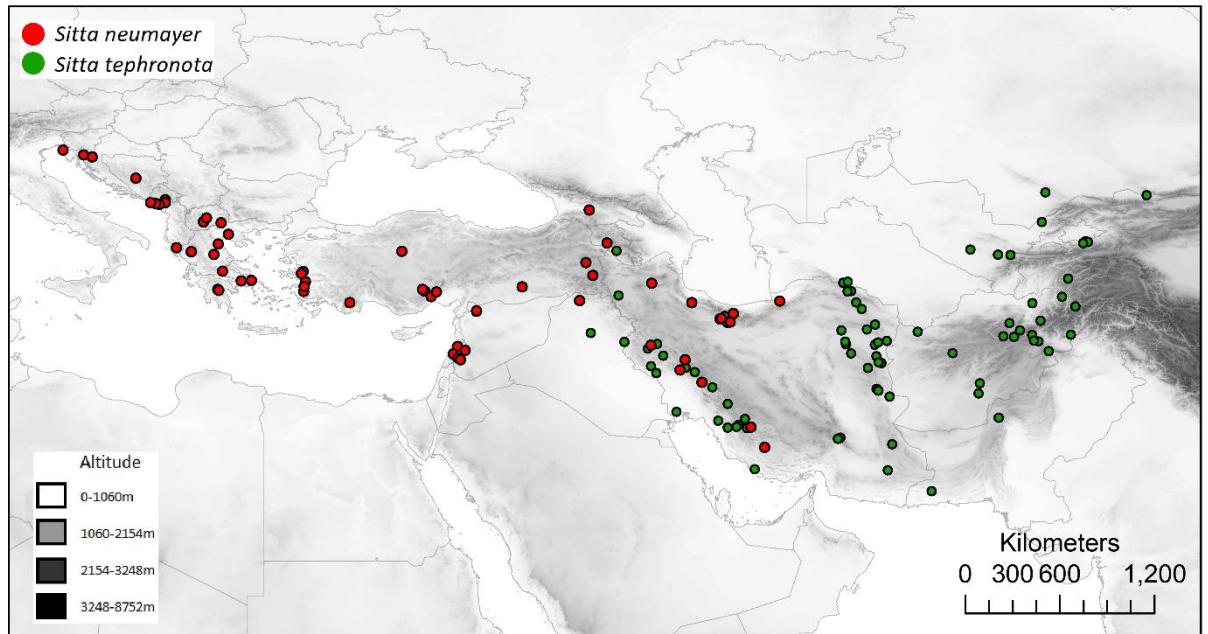 Sitta neumayer
Sitta tephronota
Altitude
0-1060m
1060-2154m
2154-3248m
3248-8752m
Kilometers
0 300 600 1,200